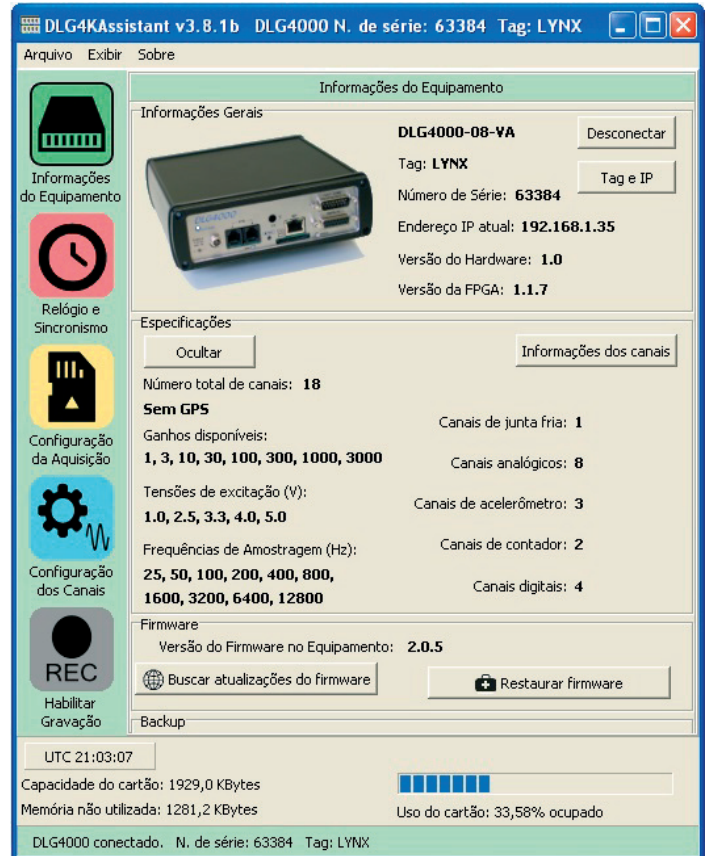 DLG4KAssistant v3.8.1b DLG4000 N. de série: 63384 Tag: LYNX
Arquivo Exibir Sobre
Informações
do Equipamento
Relógio e
Sincronismo
Configuração
da Aquisição
Configuração
dos Canais
REC
Habilitar
Gravação
Informações do Equipamento
Informações Gerais
DLG4000
DLG4000-08-VA
Desconectar
Tag: LYNX
Tag e IP
Número de Série: 63384
Endereço IP atual: 192.168.1.35
Versão do Hardware: 1.0
Versão da FPGA: 1.1.7
Especificações
Ocultar
Informações dos canais
Número total de canais: 18
Sem GPS
Ganhos disponíveis:
1, 3, 10, 30, 100, 300, 1000, 3000
Tensões de excitação (V):
1.0, 2.5, 3.3, 4.0, 5.0
Frequências de Amostragem (Hz):
25, 50, 100, 200, 400, 800,
1600, 3200, 6400, 12800
Canais de junta fria: 1
Canais analógicos: 8
Canais de acelerômetro: 3
Canais de contador: 2
Canais digitais: 4
Firmware
Versão do Firmware no Equipamento: 2.0.5
Buscar atualizações do firmware
Restaurar firmware
Backup
UTC 21:03:07
Capacidade do cartão: 1929,0 KBytes
Memória não utilizada: 1281,2 KBytes
Uso do cartão: 33,58% ocupado
DLG4000 conectado. N. de série: 63384 Tag: LYNX